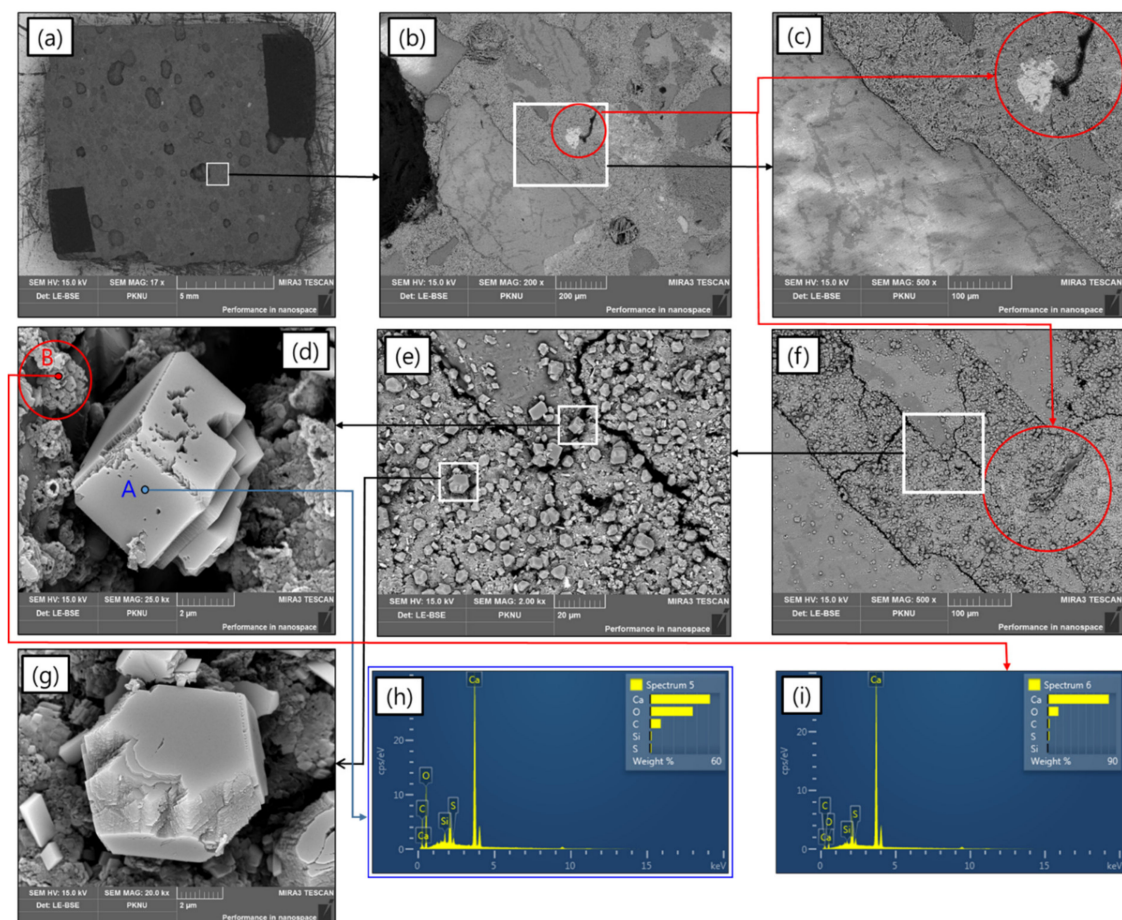 (a)
SEM HV: 15.0 kV SEM MAG: 17 x MIRA3 TESCAN
Det: LE-BSE PKNU 5 mm
Performance in nanospace
(b)
SEM HV: 15.0 kV SEM MAG: 200 x MIRA3 TESCAN
Det: LE-BSE PKNU 200 µm
Performance in nanospace
(c)
SEM HV: 15.0 kV SEM MAG: 500 x MIRA3 TESCAN
Det: LE-BSE PKNU 100 µm
Performance in nanospace
(d)
B
A
SEM HV: 15.0 kV SEM MAG: 25.0 kx MIRA3 TESCAN
Det: LE-BSE PKNU 2 µm
Performance in nanospace
(e)
SEM HV: 15.0 kV SEM MAG: 2.00 kx MIRA3 TESCAN
Det: LE-BSE PKNU 20 µm
Performance in nanospace
(f)
SEM HV: 15.0 kV SEM MAG: 500 x MIRA3 TESCAN
Det: LE-BSE PKNU 100 µm
Performance in nanospace
(g)
SEM HV: 15.0 kV SEM MAG: 20.0 kx MIRA3 TESCAN
Det: LE-BSE PKNU 2 µm
Performance in nanospace
(h)
Ca
Spectrum 5
Ca
O
C
Si
S
Weight % 60
cps/eV
20
10
0
O
C
Ca
Si
S
0 5 10 15 keV
(i)
Ca
Spectrum 6
Ca
O
C
S
Si
Weight % 90
cps/eV
20
10
0
C
O
Ca
Si
S
0 5 10 15 keV